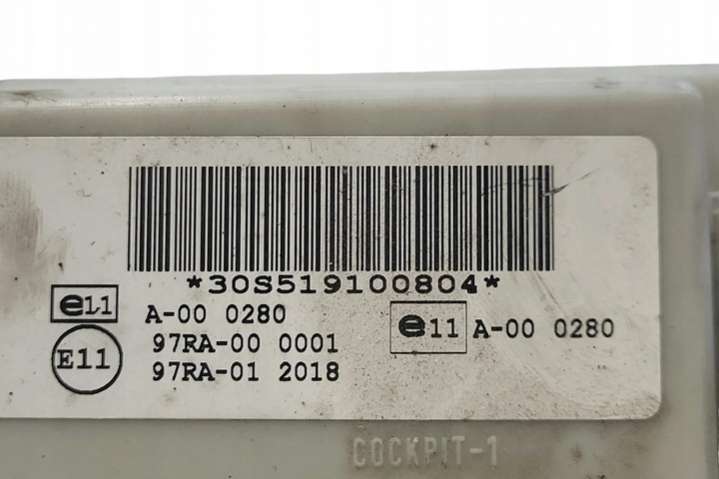 *30S519100804*
e11 A-00 0280
97RA-00 0001
E11 97RA-01 2018
e11 A-00 0280
COCKPIT-1